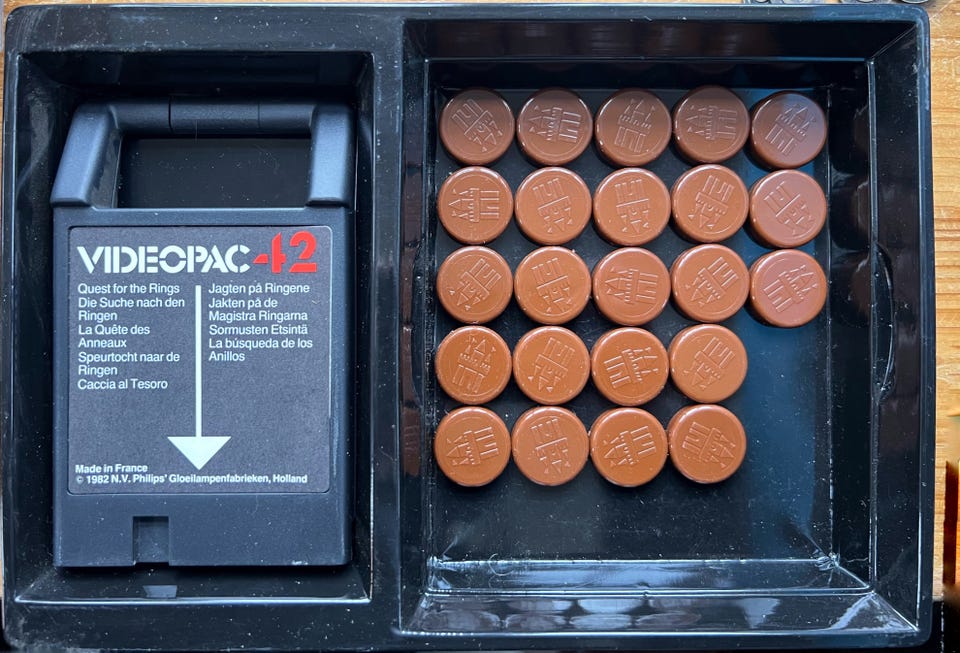 VIDEOPAC 42
Quest for the Rings
Die Suche nach den
Ringen
La Quête des
Anneaux
Speurtocht naar de
Ringen
Caccia al Tesoro
Jagten på Ringene
Jakten på de
Magistra Ringarna
Sormusten Etsintä
La búsqueda de los
Anillos
Made in France
© 1982 N.V. Philips' Gloeilampenfabrieken, Holland